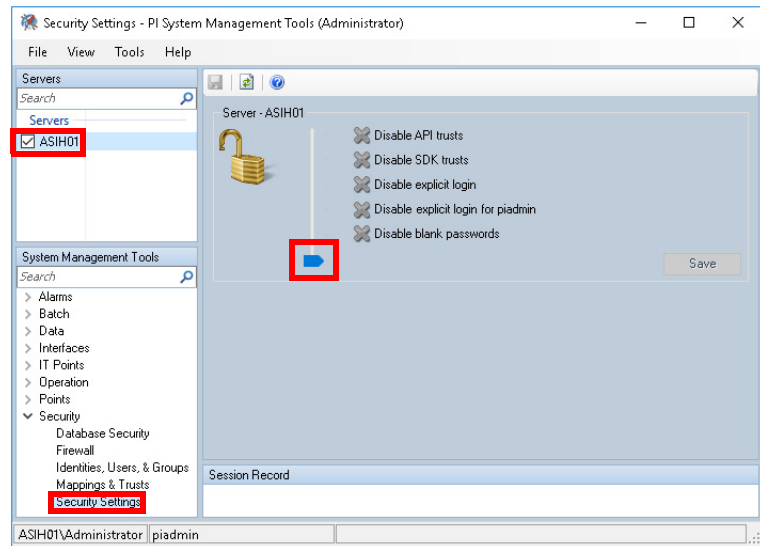 Security Settings - PI System Management Tools (Administrator)
File View Tools Help
Servers
Search
Servers
ASIH01
Server - ASIH01
Disable API trusts
Disable SDK trusts
Disable explicit login
Disable explicit login for piadmin
Disable blank passwords
Save
System Management Tools
Search
Alarms
Batch
Data
Interfaces
IT Points
Operation
Points
Security
Database Security
Firewall
Identities, Users, & Groups
Mappings & Trusts
Security Settings
Session Record
ASIH01\Administrator piadmin